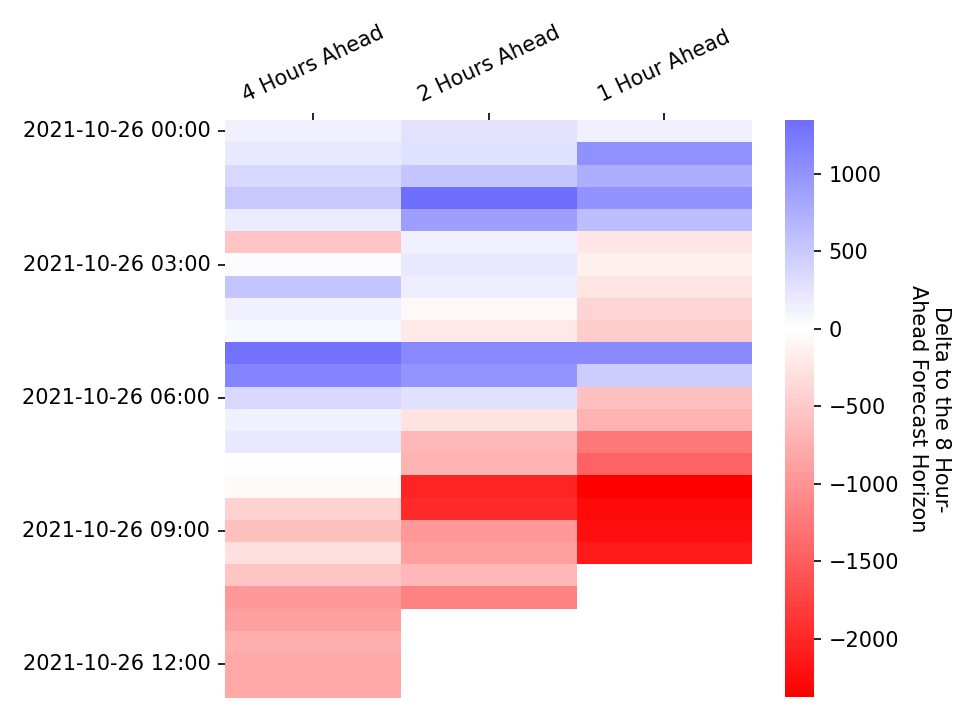 4 Hours Ahead
2 Hours Ahead
1 Hour Ahead
2021-10-26 00:00
2021-10-26 03:00
2021-10-26 06:00
2021-10-26 09:00
2021-10-26 12:00
1000
500
0
−500
−1000
−1500
−2000
Delta to the 8 Hour-
Ahead Forecast Horizon